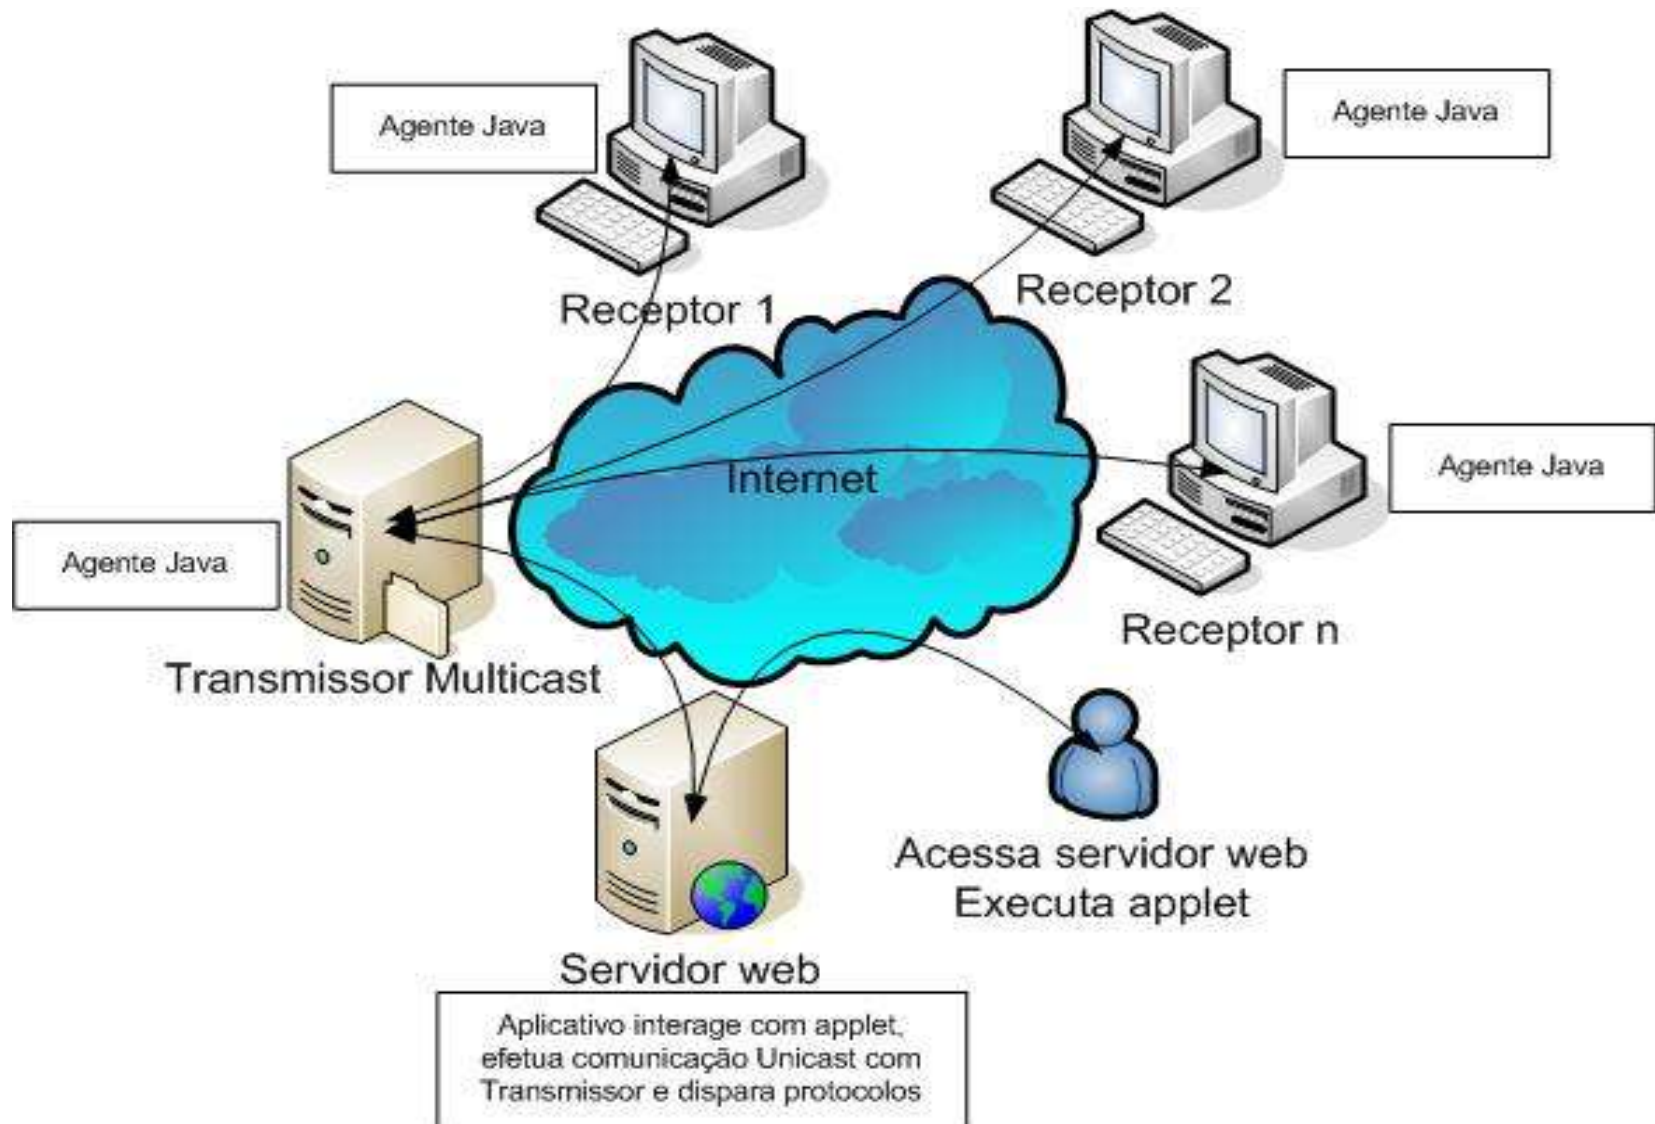 Agente Java
Agente Java
Receptor 1
Receptor 2
Internet
Agente Java
Agente Java
Receptor n
Transmissor Multicast
Acessa servidor web
Executa applet
Servidor web
Aplicativo interage com applet,
efetua comunicação Unicast com
Transmissor e dispara protocolos